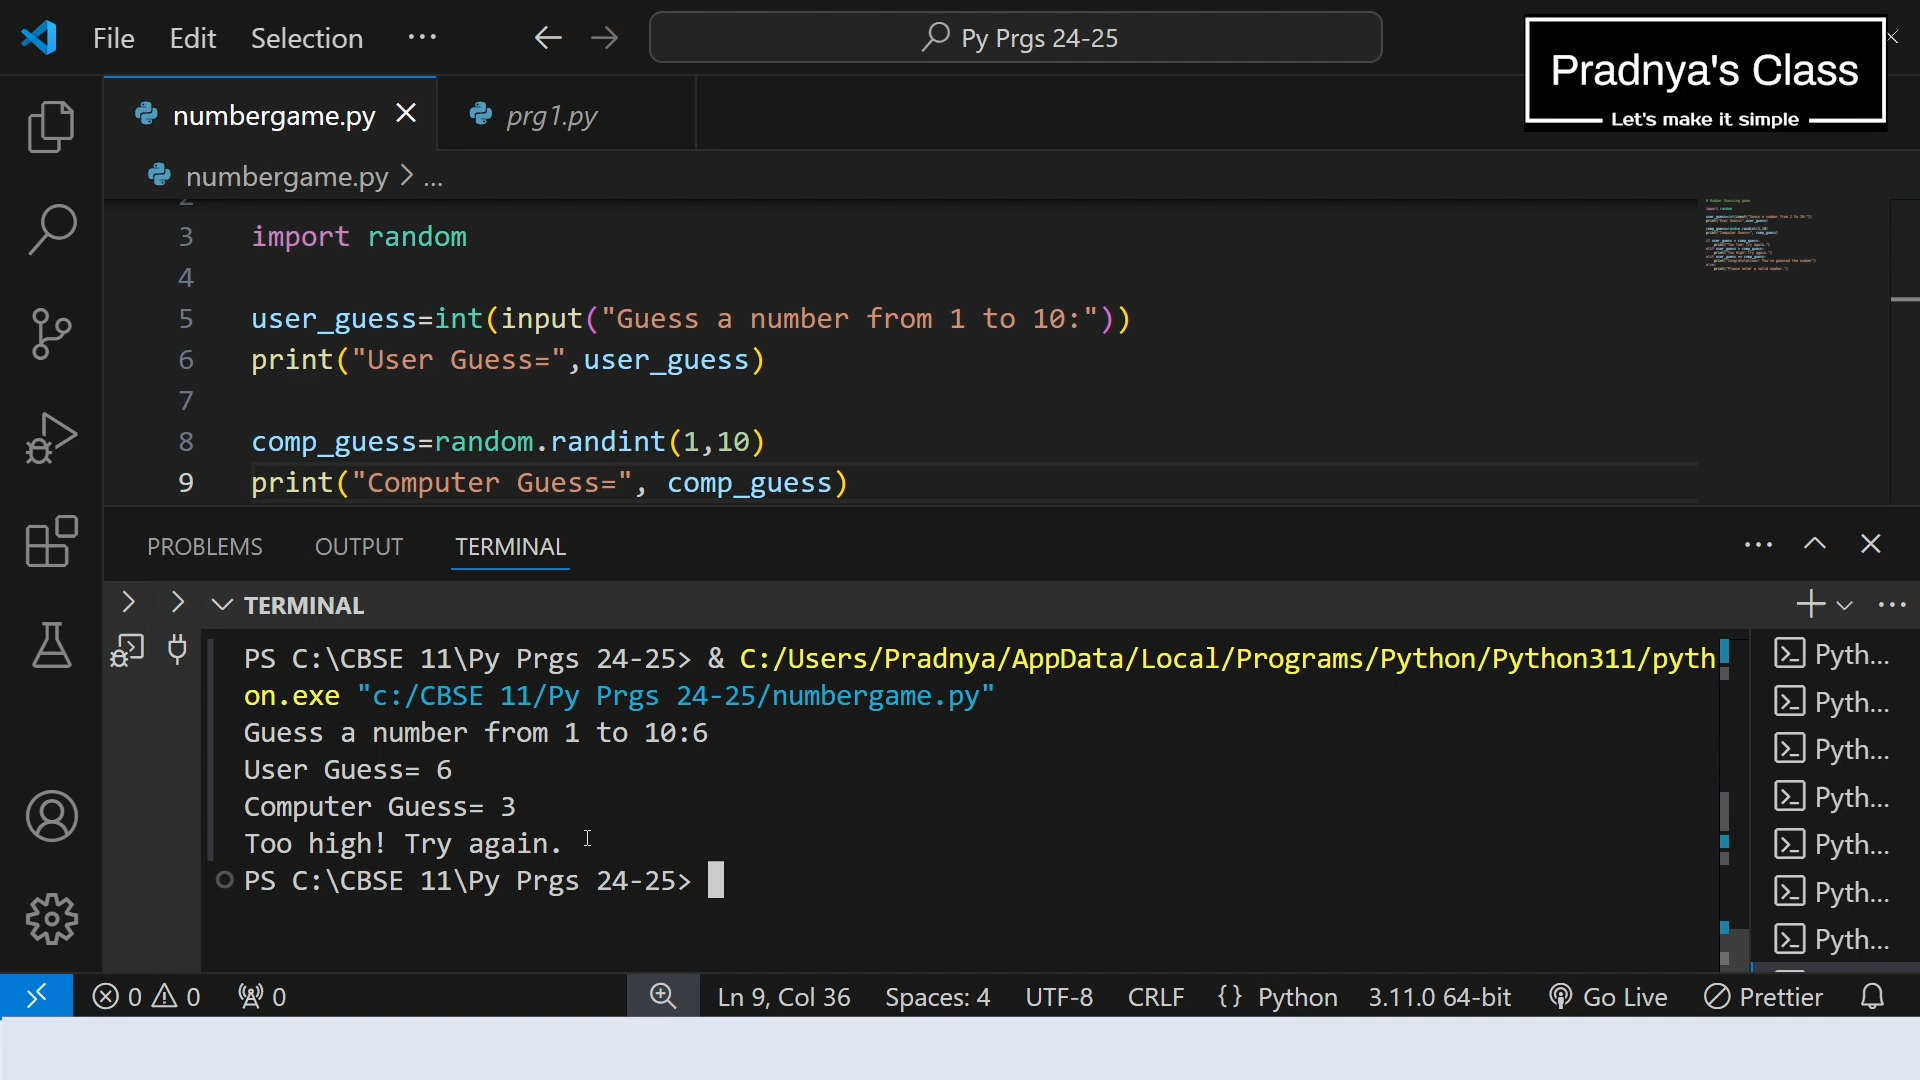 File Edit Selection ...
Py Prgs 24-25
Pradnya's Class
Let's make it simple
numbergame.py
prg1.py
numbergame.py > ...
2
3 import random
4
5 user_guess=int(input("Guess a number from 1 to 10:"))
6 print("User Guess=",user_guess)
7
8 comp_guess=random.randint(1,10)
9 print("Computer Guess=", comp_guess)
PROBLEMS OUTPUT TERMINAL
TERMINAL
PS C:\CBSE 11\Py Prgs 24-25> & C:/Users/Pradnya/AppData/Local/Programs/Python/Python311/pyth
on.exe "c:/CBSE 11/Py Prgs 24-25/numbergame.py"
Guess a number from 1 to 10:6
User Guess= 6
Computer Guess= 3
Too high! Try again.
PS C:\CBSE 11\Py Prgs 24-25>
Pyth...
Pyth...
Pyth...
Pyth...
Pyth...
Pyth...
Pyth...
0 0 0 Ln 9, Col 36 Spaces: 4 UTF-8 CRLF {} Python 3.11.0 64-bit Go Live Prettier